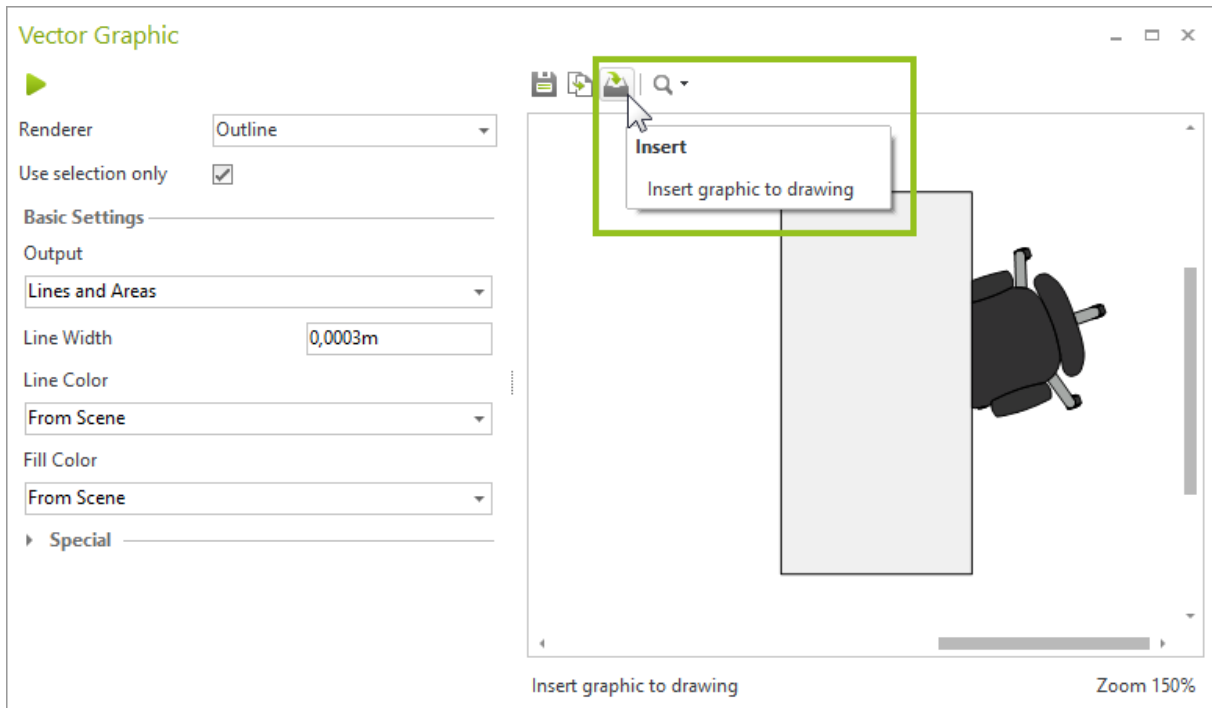 Vector Graphic
Renderer
Outline
Use selection only
Basic Settings
Output
Lines and Areas
Line Width
0,0003m
Line Color
From Scene
Fill Color
From Scene
Special
Insert
Insert graphic to drawing
Insert graphic to drawing
Zoom 150%